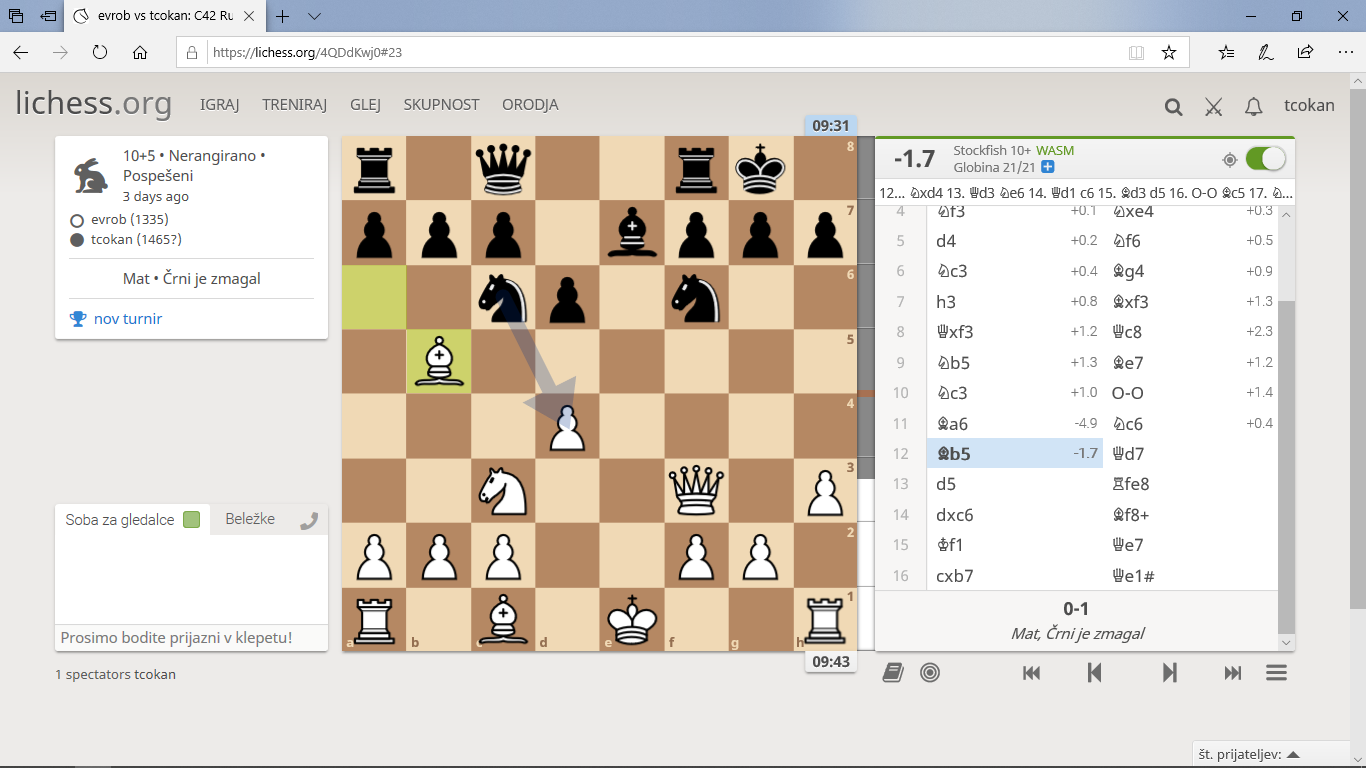 evrob vs tcokan: C42 Ru
https://lichess.org/4QDdKwj0#23
lichess.org IGRAJ TRENIRAJ GLEJ SKUPNOST ORODJA tcokan
10+5 • Nerangirano •
Pospešeni
3 days ago
evrob (1335)
tcokan (1465?)
Mat • Črni je zmagal
nov turnir
Soba za gledalce Beležke
Prosimo bodite prijazni v klepetu!
1 spectators tcokan
09:31
8
7
6
5
4
3
2
1
a b c d e f g h
09:43
-1.7 Stockfish 10+ WASM
Globina 21/21
12... ♘xd4 13. ♕d3 ♘e6 14. ♕d1 c6 15. ♗d3 d5 16. O-O ♗c5 17. ♘...
4 ♘f3 +0.1 ♘xe4 +0.3
5 d4 +0.2 ♘f6 +0.5
6 ♘c3 +0.4 ♗g4 +0.9
7 h3 +0.8 ♗xf3 +1.3
8 ♕xf3 +1.2 ♕c8 +2.3
9 ♘b5 +1.3 ♗e7 +1.2
10 ♘c3 +1.0 O-O +1.4
11 ♗a6 -4.9 ♘c6 +0.4
12 ♗b5 -1.7 ♕d7
13 d5 ♖fe8
14 dxc6 ♗f8+
15 ♔f1 ♕e7
16 cxb7 ♕e1#
0-1
Mat, Črni je zmagal
št. prijateljev: